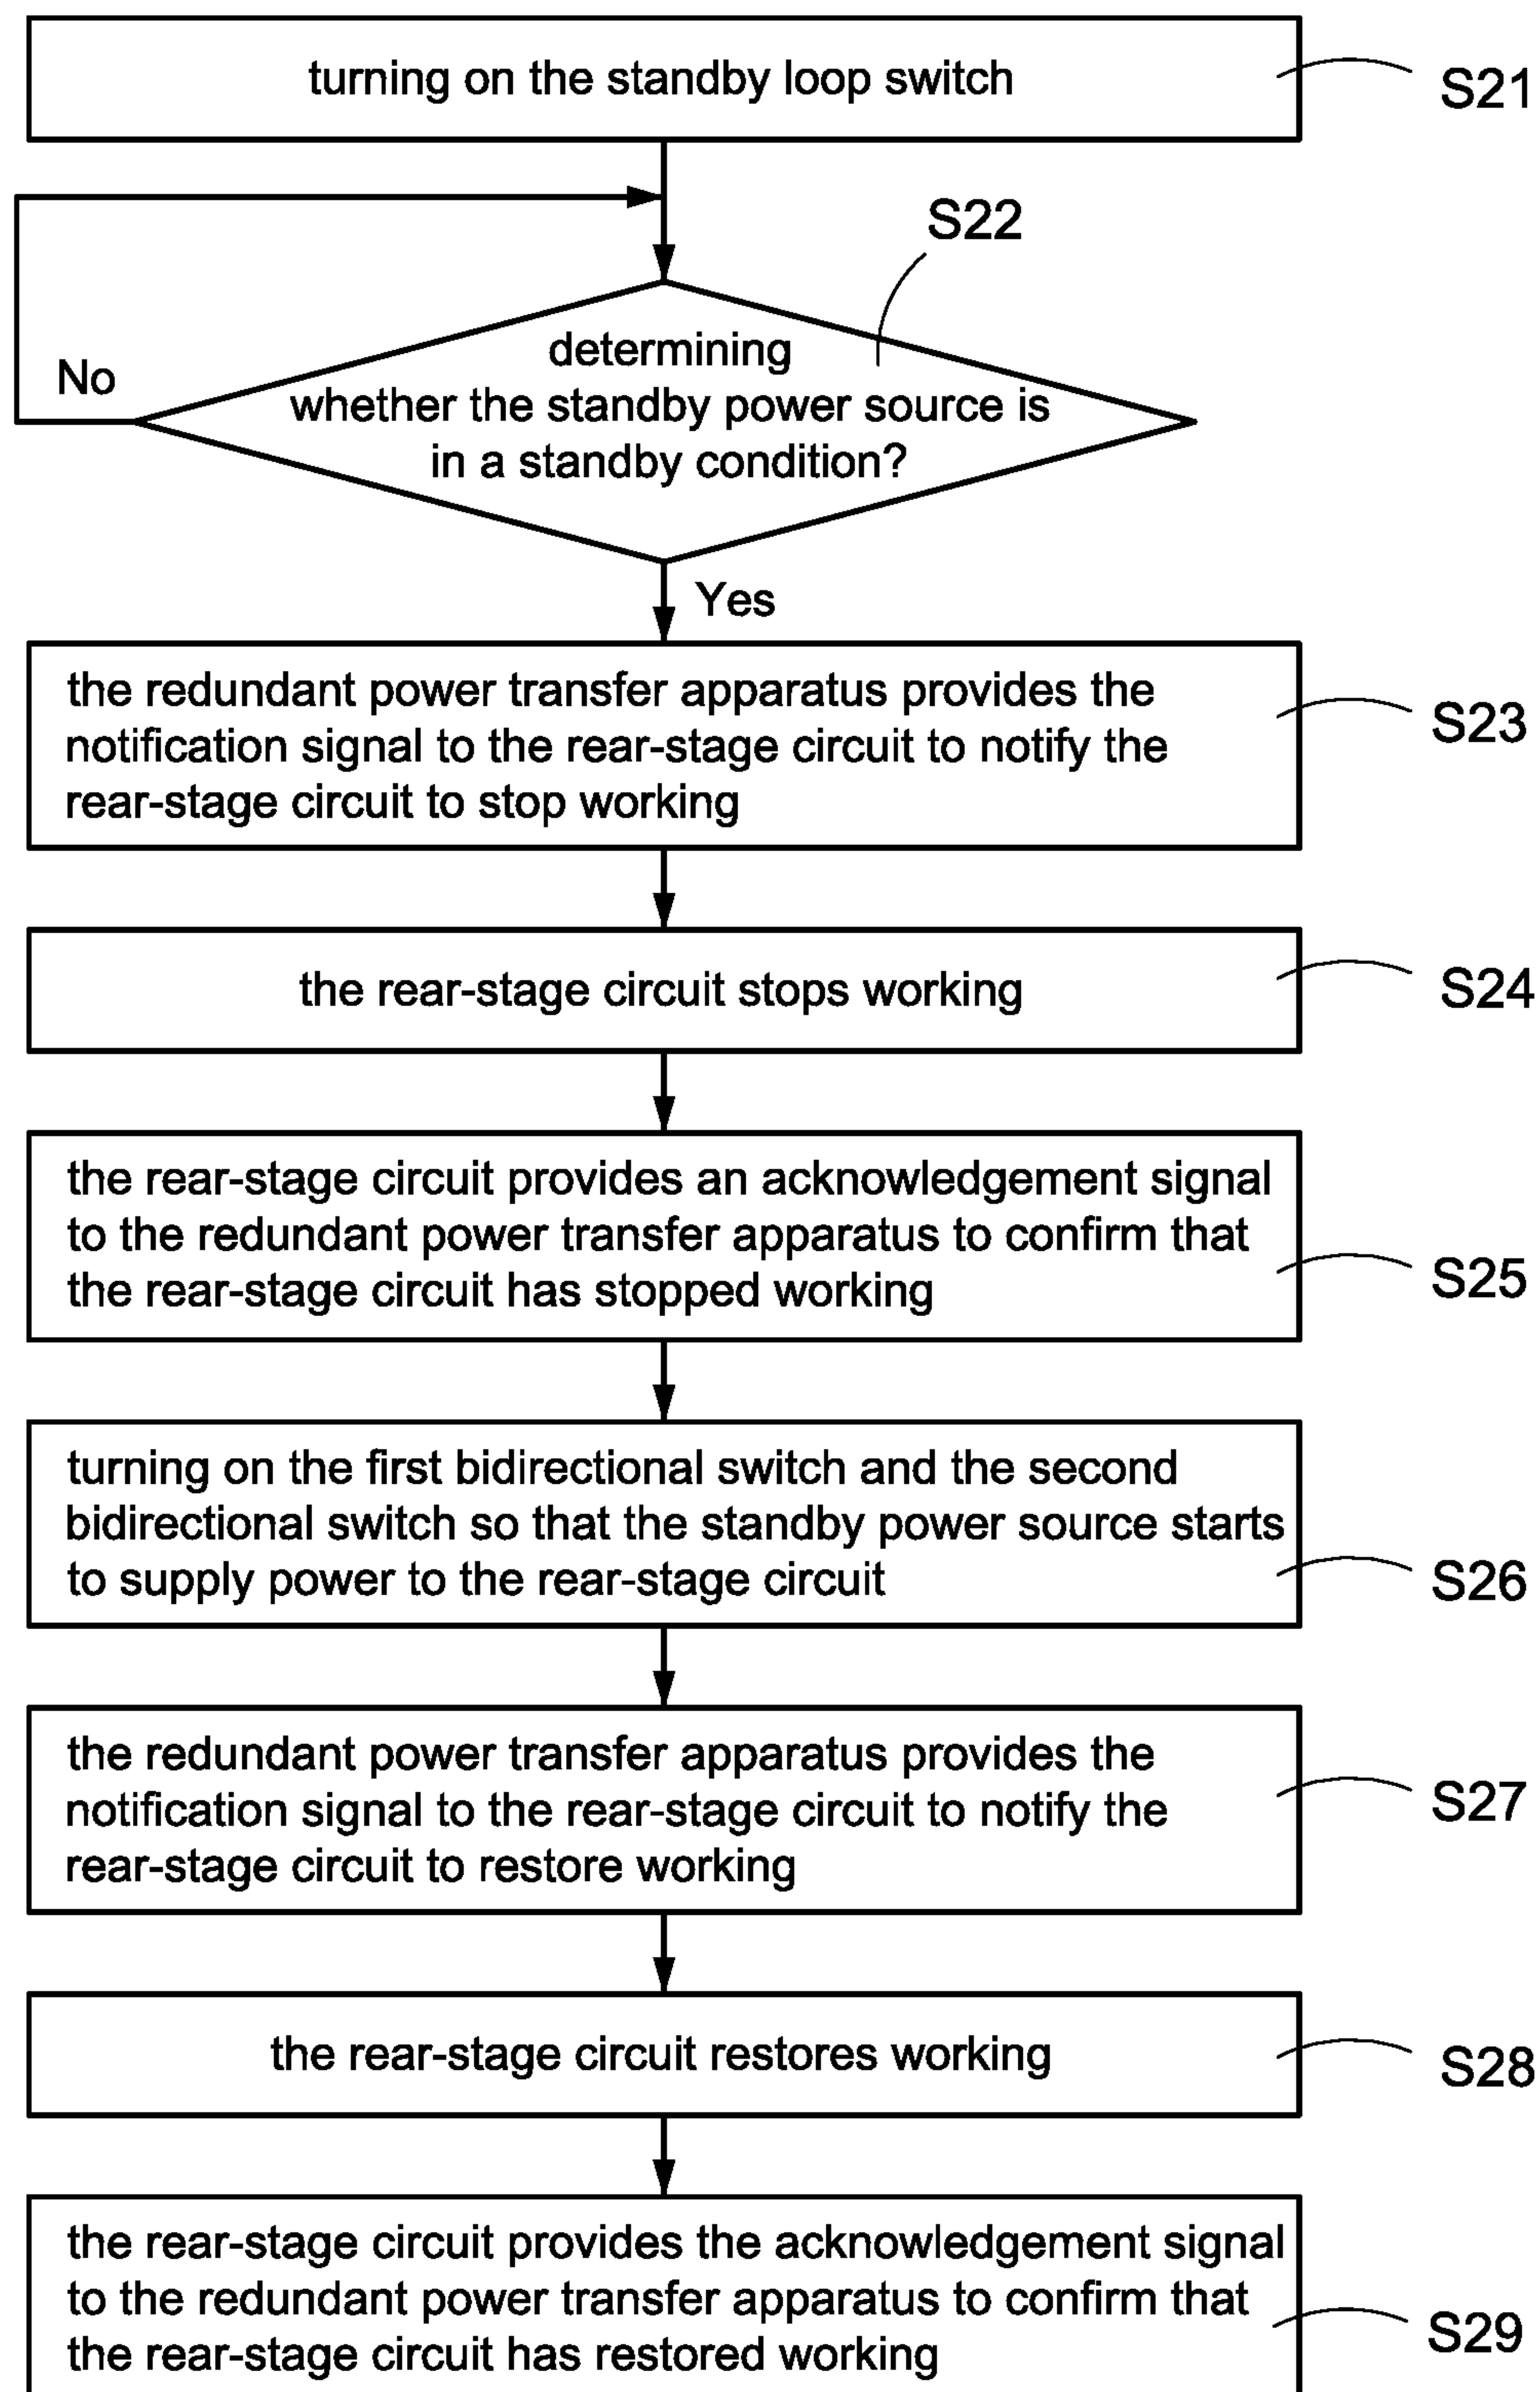 turning on the standby loop switch
S21
S22
determining
whether the standby power source is
in a standby condition?
No
Yes
the redundant power transfer apparatus provides the
notification signal to the rear-stage circuit to notify the
rear-stage circuit to stop working
S23
the rear-stage circuit stops working
S24
the rear-stage circuit provides an acknowledgement signal
to the redundant power transfer apparatus to confirm that
the rear-stage circuit has stopped working
S25
turning on the first bidirectional switch and the second
bidirectional switch so that the standby power source starts
to supply power to the rear-stage circuit
S26
the redundant power transfer apparatus provides the
notification signal to the rear-stage circuit to notify the
rear-stage circuit to restore working
S27
the rear-stage circuit restores working
S28
the rear-stage circuit provides the acknowledgement signal
to the redundant power transfer apparatus to confirm that
the rear-stage circuit has restored working
S29